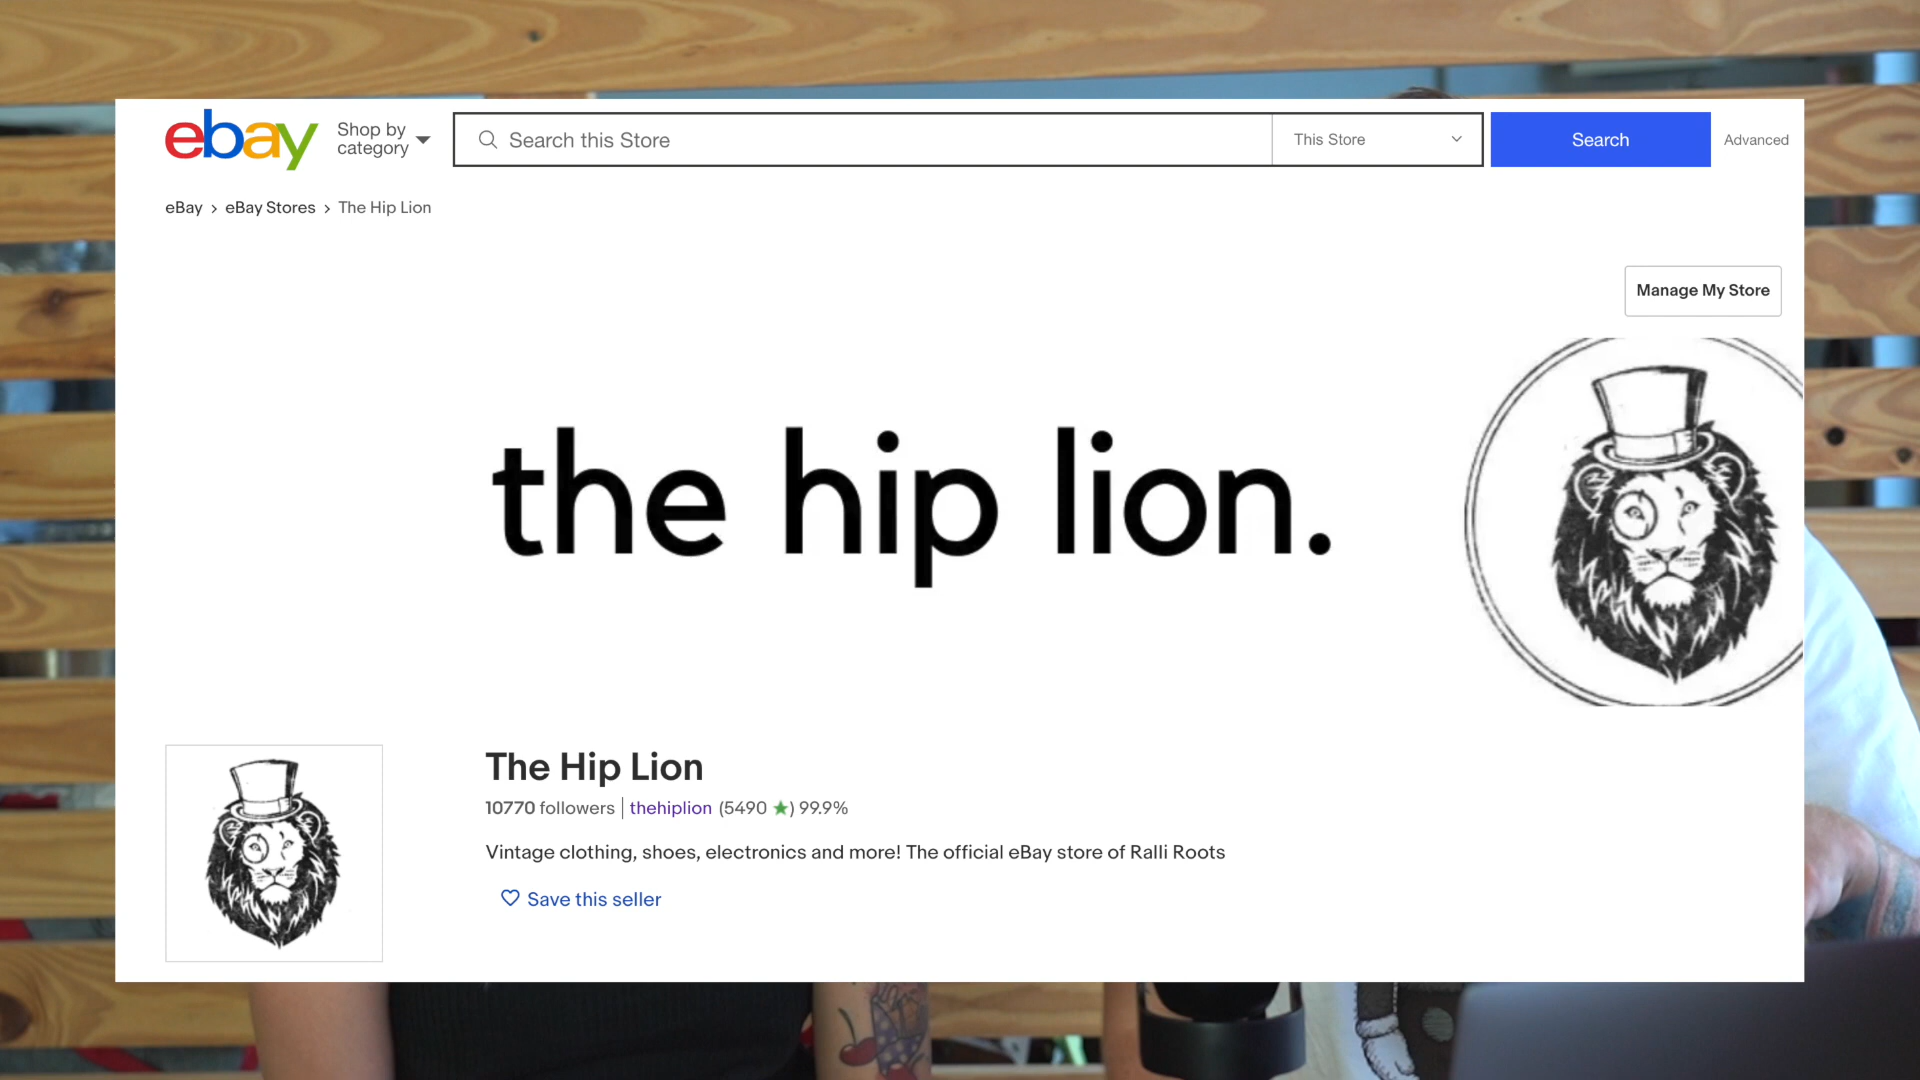 ebay
Shop by
category
Search this Store
This Store
Search
Advanced
eBay > eBay Stores > The Hip Lion
Manage My Store
the hip lion.
The Hip Lion
10770 followers | thehiplion (5490 ★) 99.9%
Vintage clothing, shoes, electronics and more! The official eBay store of Ralli Roots
Save this seller